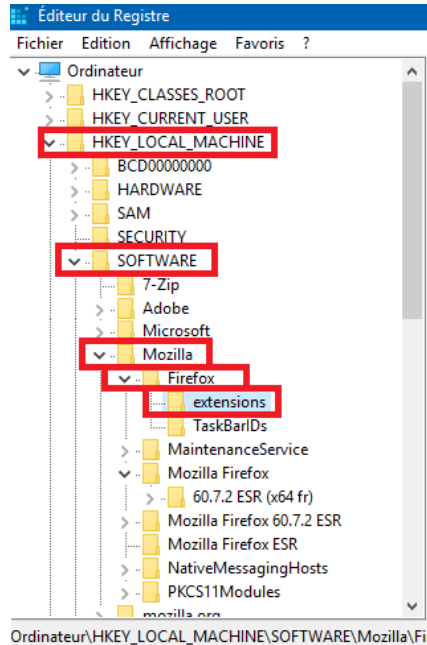 Éditeur du Registre
Fichier Edition Affichage Favoris ?
Ordinateur
HKEY_CLASSES_ROOT
HKEY_CURRENT_USER
HKEY_LOCAL_MACHINE
BCD00000000
HARDWARE
SAM
SECURITY
SOFTWARE
7-Zip
Adobe
Microsoft
Mozilla
Firefox
extensions
TaskBarIDs
MaintenanceService
Mozilla Firefox
60.7.2 ESR (x64 fr)
Mozilla Firefox 60.7.2 ESR
Mozilla Firefox ESR
NativeMessagingHosts
PKCS11Modules
mozilla.org
Ordinateur\HKEY_LOCAL_MACHINE\SOFTWARE\Mozilla\Fi